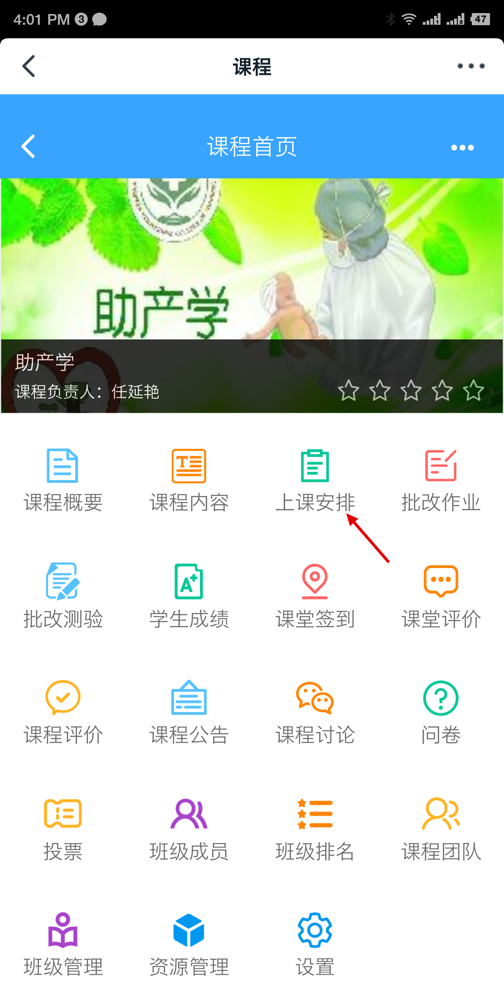 4:01 PM 3
1 2 47
课程
课程首页
助产学
助产学
课程负责人：任延艳
课程概要 课程内容 上课安排 批改作业
A+
批改测验 学生成绩 课堂签到 课堂评价
课程评价 课程公告 课程讨论 问卷
投票 班级成员 班级排名 课程团队
班级管理 资源管理 设置